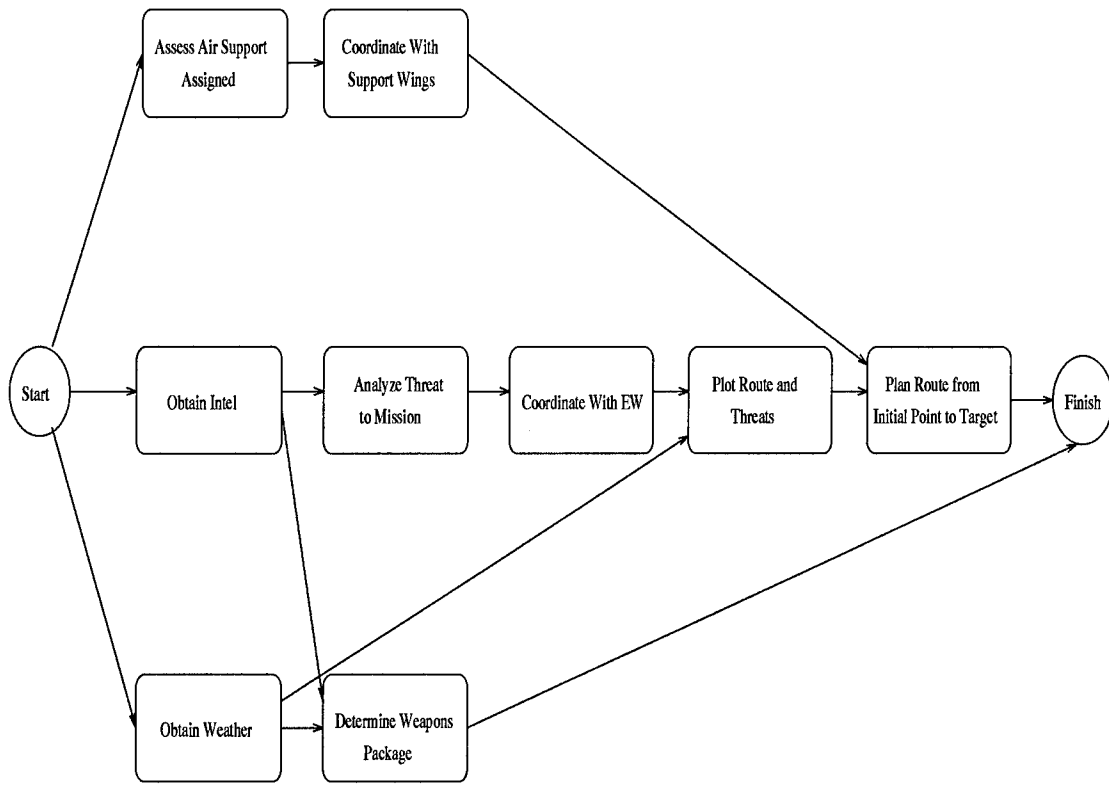 Assess Air Support
Assigned
Coordinate With
Support Wings
Start
Obtain Intel
Analyze Threat
to Mission
Coordinate With EW
Plot Route and
Threats
Plan Route from
Initial Point to Target
Finish
Obtain Weather
Determine Weapons
Package